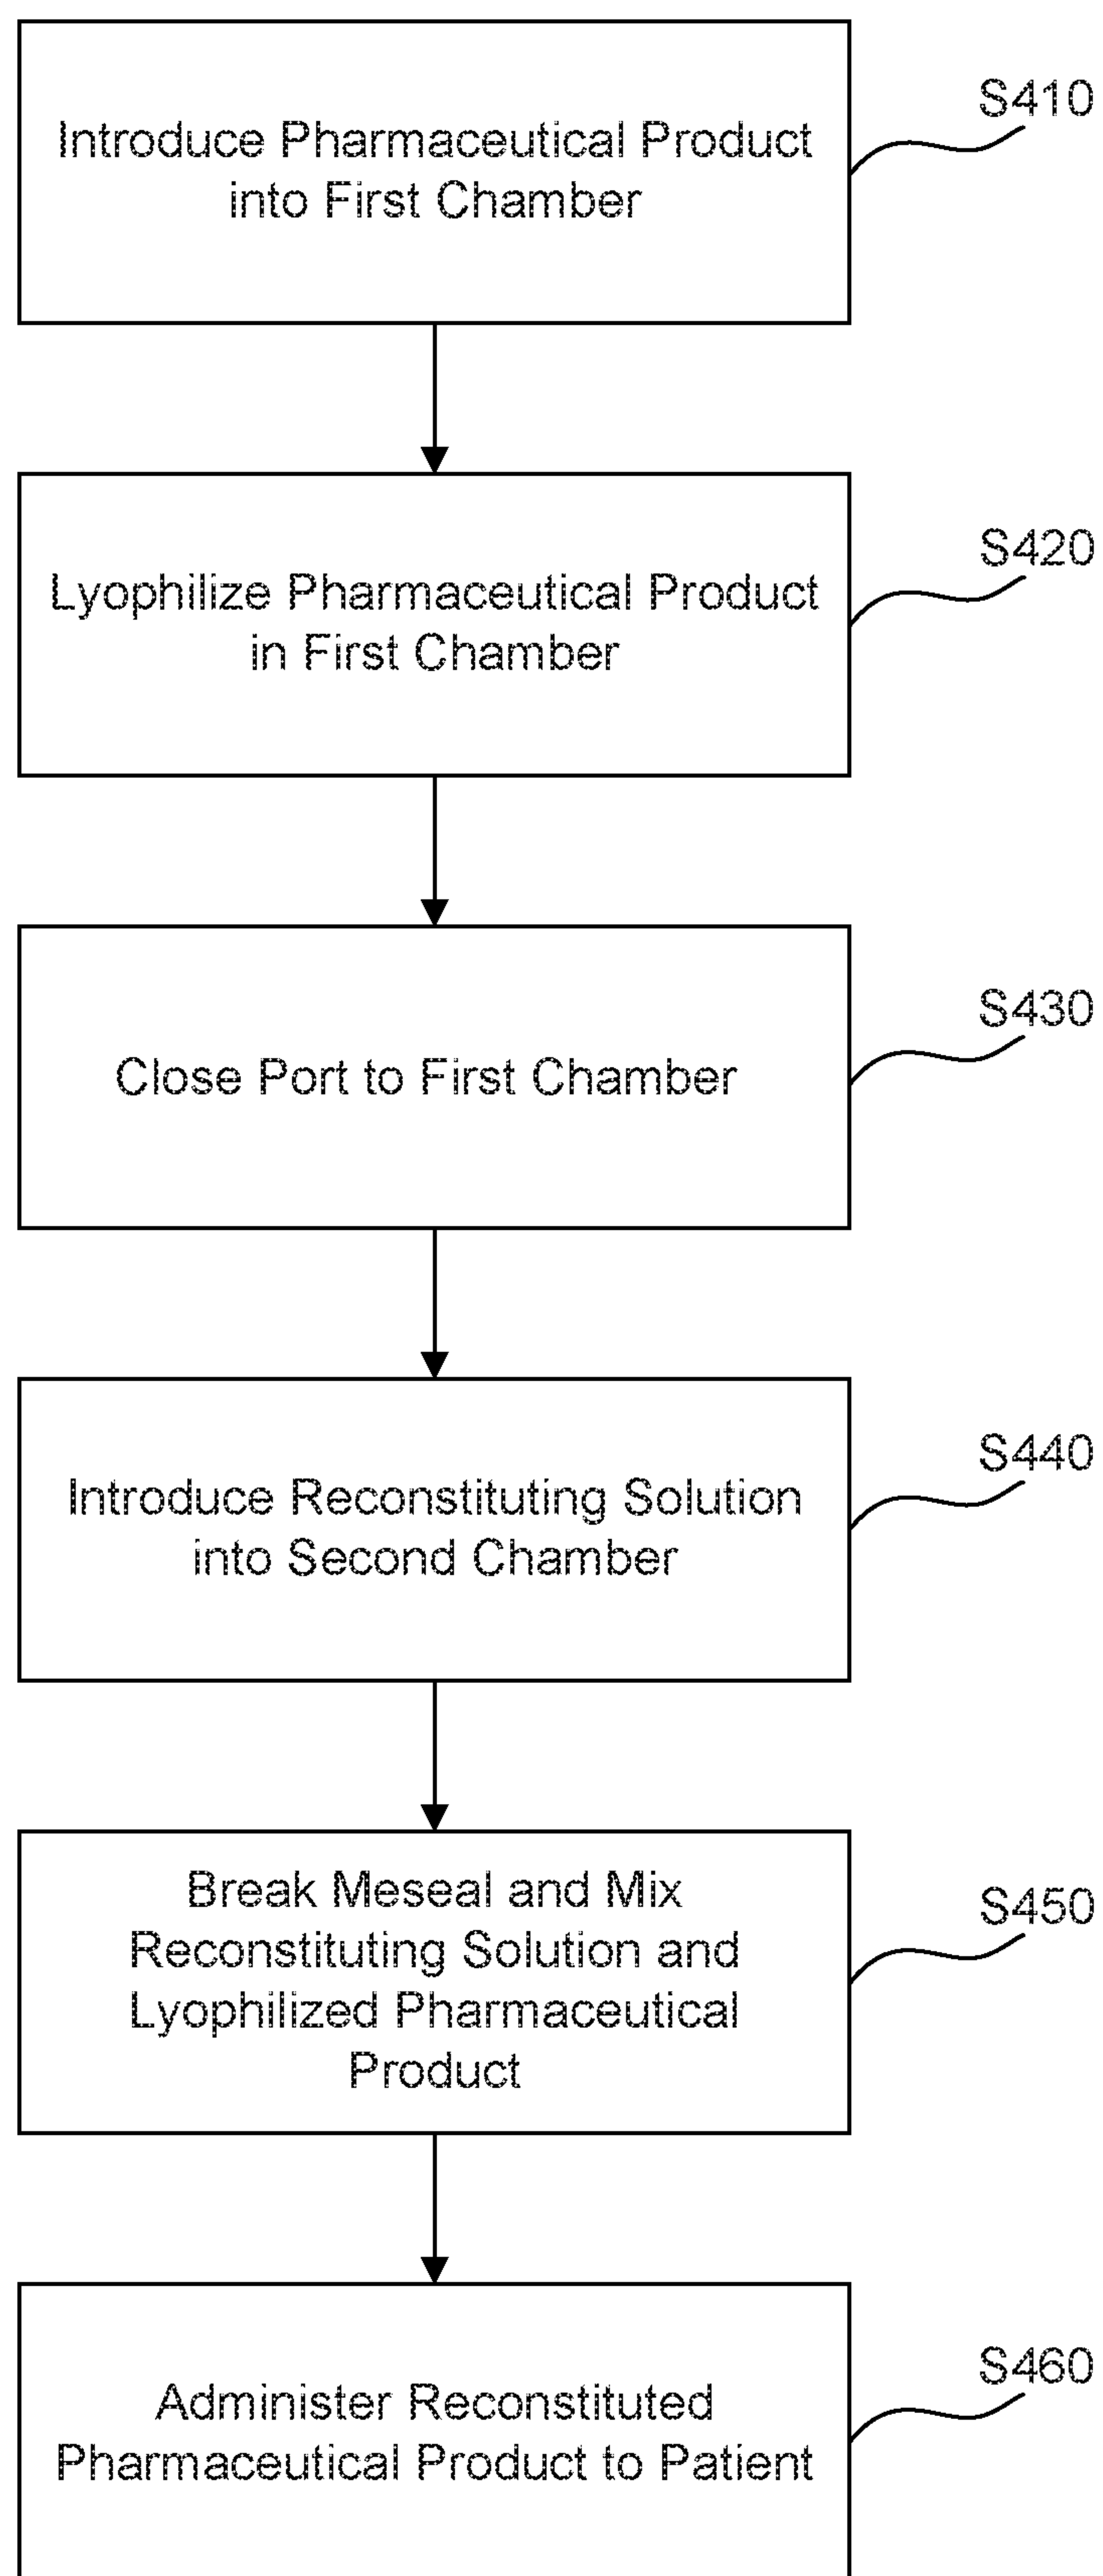 Introduce Pharmaceutical Product
into First Chamber
S410
Lyophilize Pharmaceutical Product
in First Chamber
S420
Close Port to First Chamber
S430
Introduce Reconstituting Solution
into Second Chamber
S440
Break Meseal and Mix
Reconstituting Solution and
Lyophilized Pharmaceutical
Product
S450
Administer Reconstituted
Pharmaceutical Product to Patient
S460